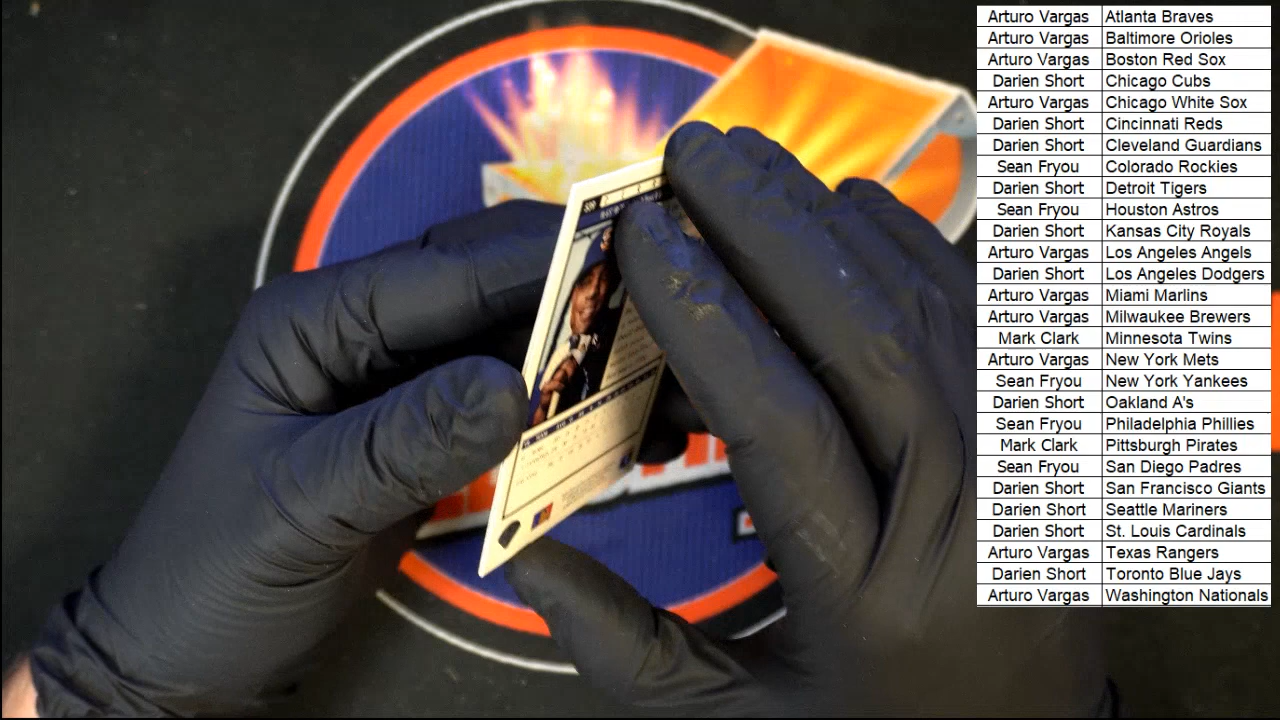 Arturo Vargas Atlanta Braves
Arturo Vargas Baltimore Orioles
Arturo Vargas Boston Red Sox
Darien Short Chicago Cubs
Arturo Vargas Chicago White Sox
Darien Short Cincinnati Reds
Darien Short Cleveland Guardians
Sean Fryou Colorado Rockies
Darien Short Detroit Tigers
Sean Fryou Houston Astros
Darien Short Kansas City Royals
Arturo Vargas Los Angeles Angels
Darien Short Los Angeles Dodgers
Arturo Vargas Miami Marlins
Arturo Vargas Milwaukee Brewers
Mark Clark Minnesota Twins
Arturo Vargas New York Mets
Sean Fryou New York Yankees
Darien Short Oakland A's
Sean Fryou Philadelphia Phillies
Mark Clark Pittsburgh Pirates
Sean Fryou San Diego Padres
Darien Short San Francisco Giants
Darien Short Seattle Mariners
Darien Short St. Louis Cardinals
Arturo Vargas Texas Rangers
Darien Short Toronto Blue Jays
Arturo Vargas Washington Nationals